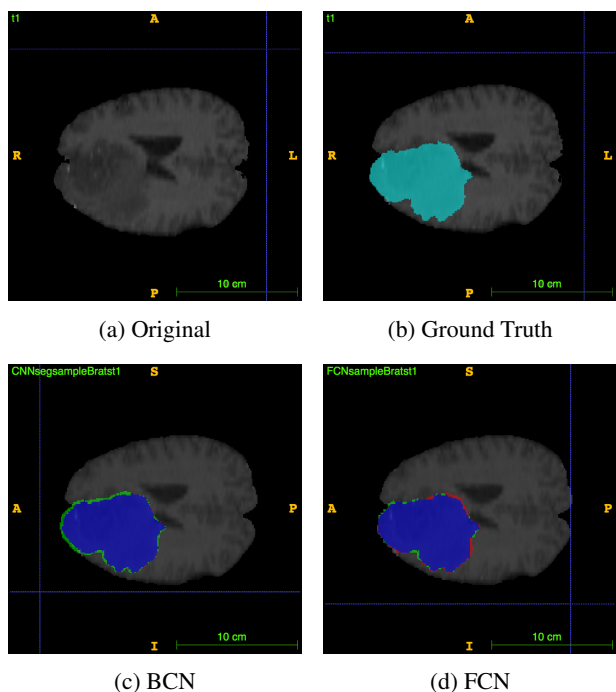 t1
A
R
L
10 cm
P
(a) Original
t1
A
R
L
10 cm
P
(b) Ground Truth
CNNsegsampleBratst1
S
A
P
10 cm
I
(c) BCN
FCNsampleBratst1
S
A
P
10 cm
I
(d) FCN